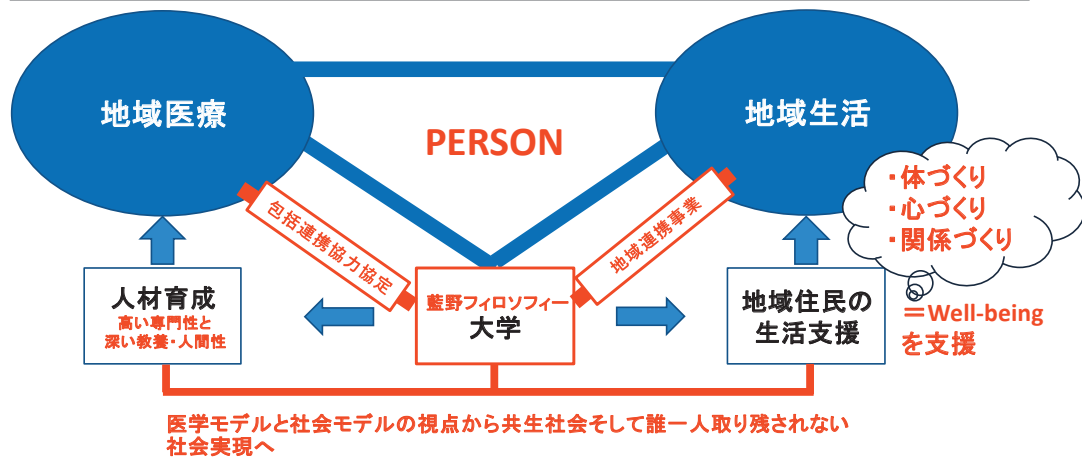 地域医療
地域生活
PERSON
・体づくり
・心づくり
・関係づくり
包括連携協力協定
地域連携事業
人材育成
高い専門性と
深い教養・人間性
藍野フィロソフィー
大学
地域住民の
生活支援
＝Well-being
を支援
医学モデルと社会モデルの視点から共生社会そして誰一人取り残されない
社会実現へ